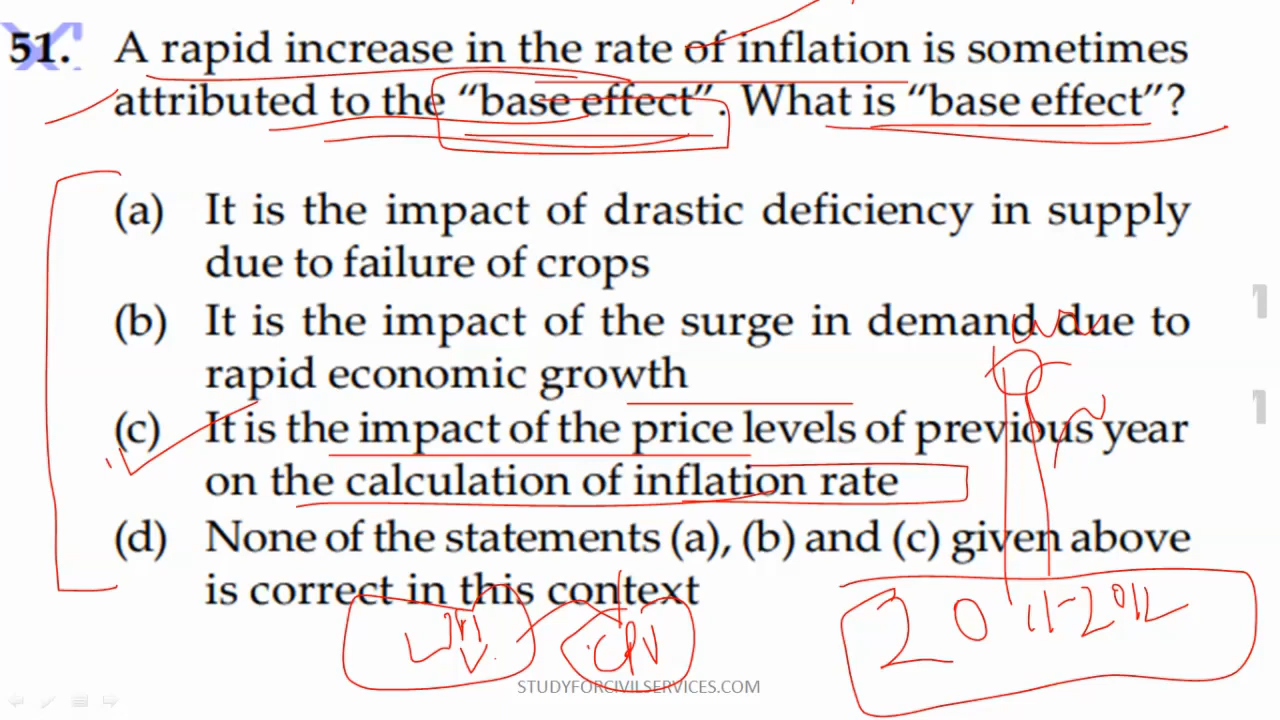 51. A rapid increase in the rate of inflation is sometimes
attributed to the “base effect”. What is “base effect”?
(a) It is the impact of drastic deficiency in supply
due to failure of crops
(b) It is the impact of the surge in demand due to
rapid economic growth
(c) It is the impact of the price levels of previous year
on the calculation of inflation rate
(d) None of the statements (a), (b) and (c) given above
is correct in this context
WPI CPI 2011-2012
STUDYFORCIVILSERVICES.COM